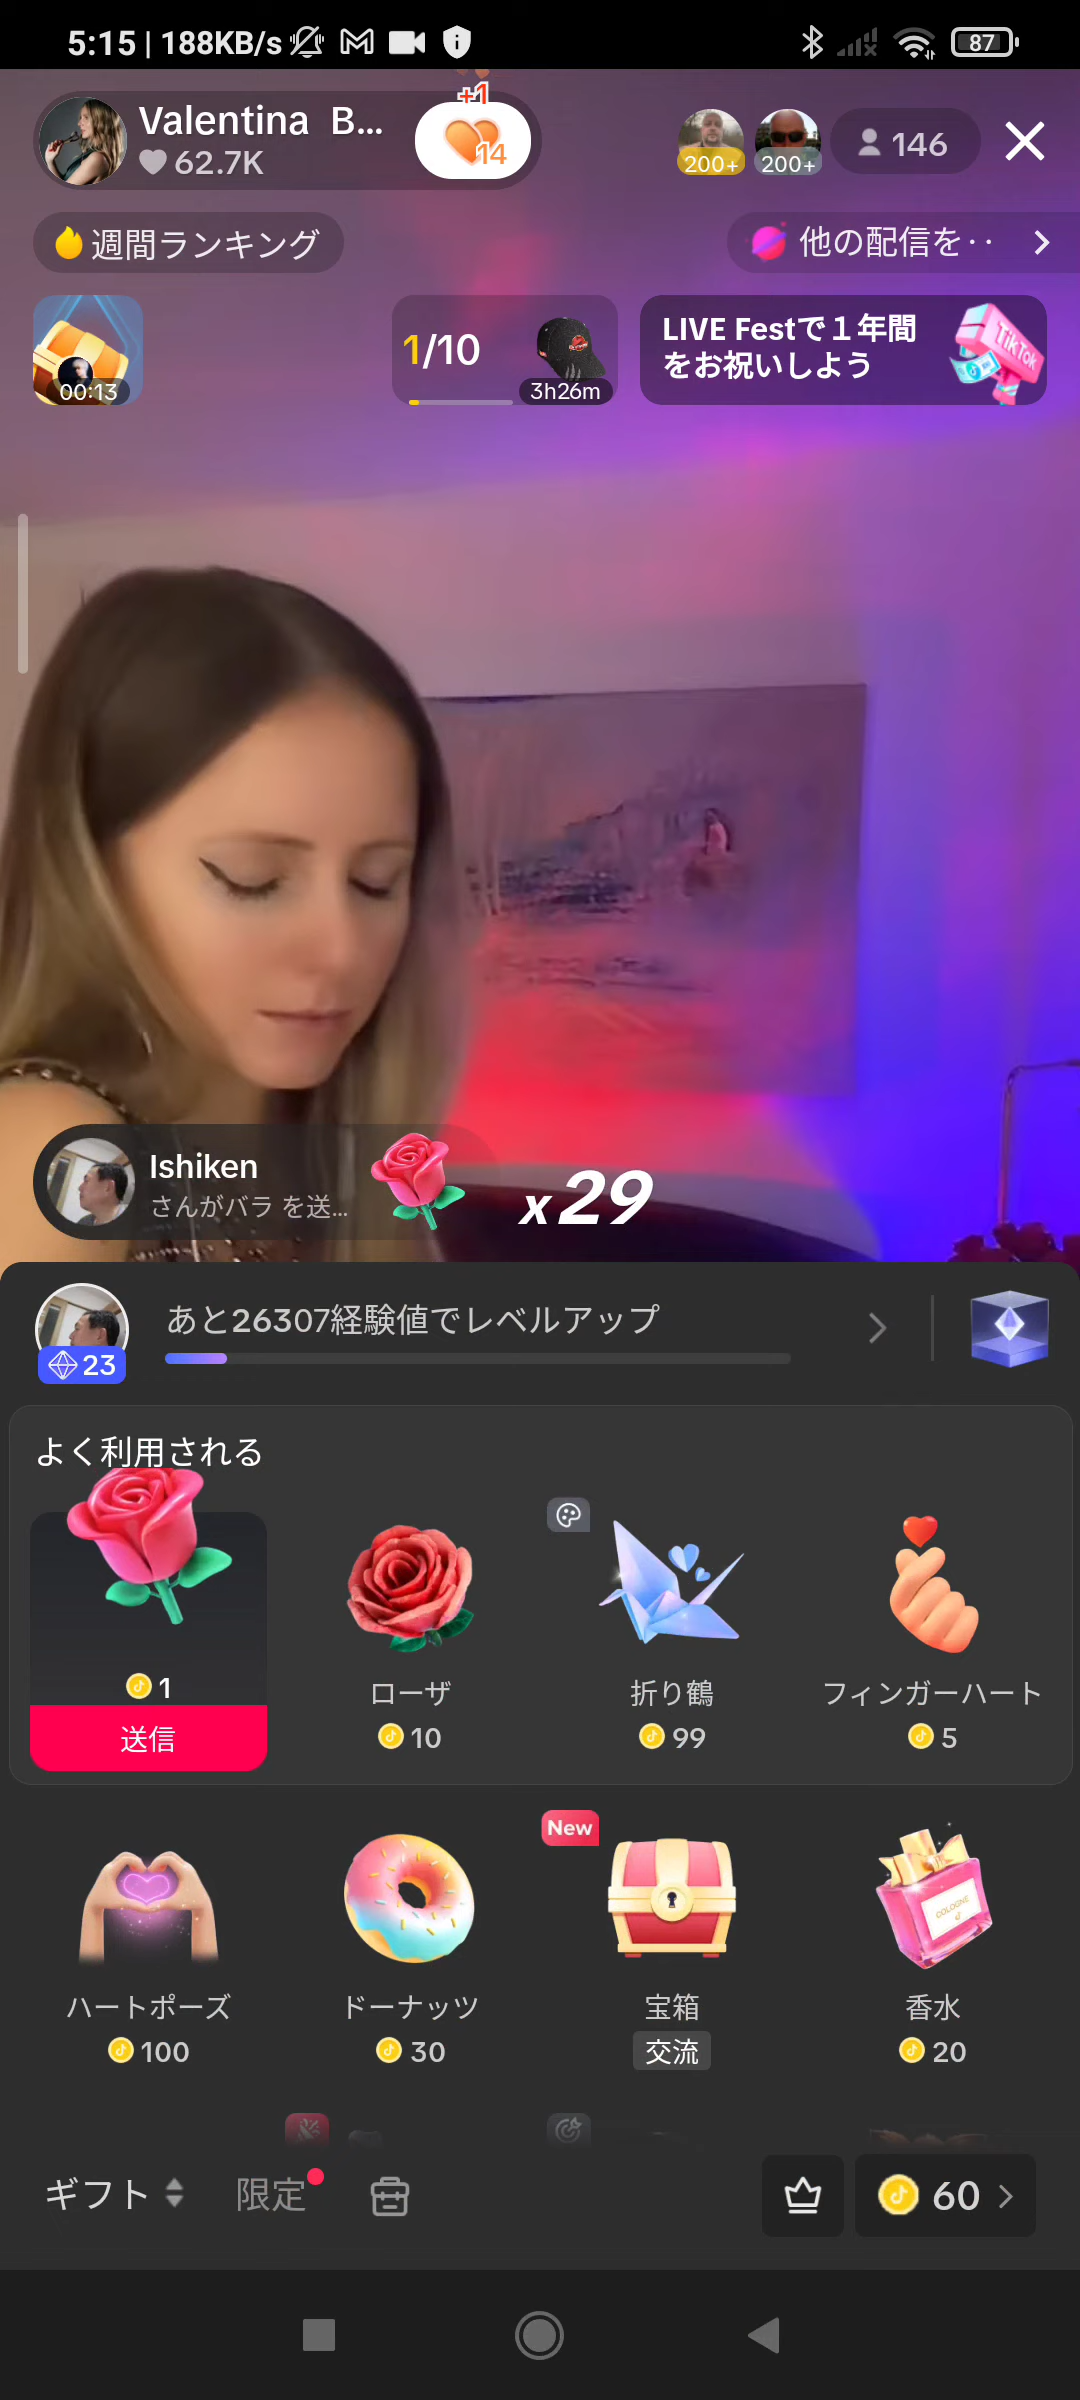 5:15 | 188KB/s
87
Valentina B...
62.7K
+1
14
200+
200+
146
週間ランキング
他の配信を··
00:13
1/10
3h26m
LIVE Festで１年間
をお祝いしよう
TikTok
Ishiken
さんがバラ を送...
x29
あと26307経験値でレベルアップ
23
よく利用される
1
送信
ローザ
10
折り鶴
99
フィンガーハート
5
ハートポーズ
100
ドーナッツ
30
New
宝箱
交流
COLOGNE
香水
20
ギフト
限定
60